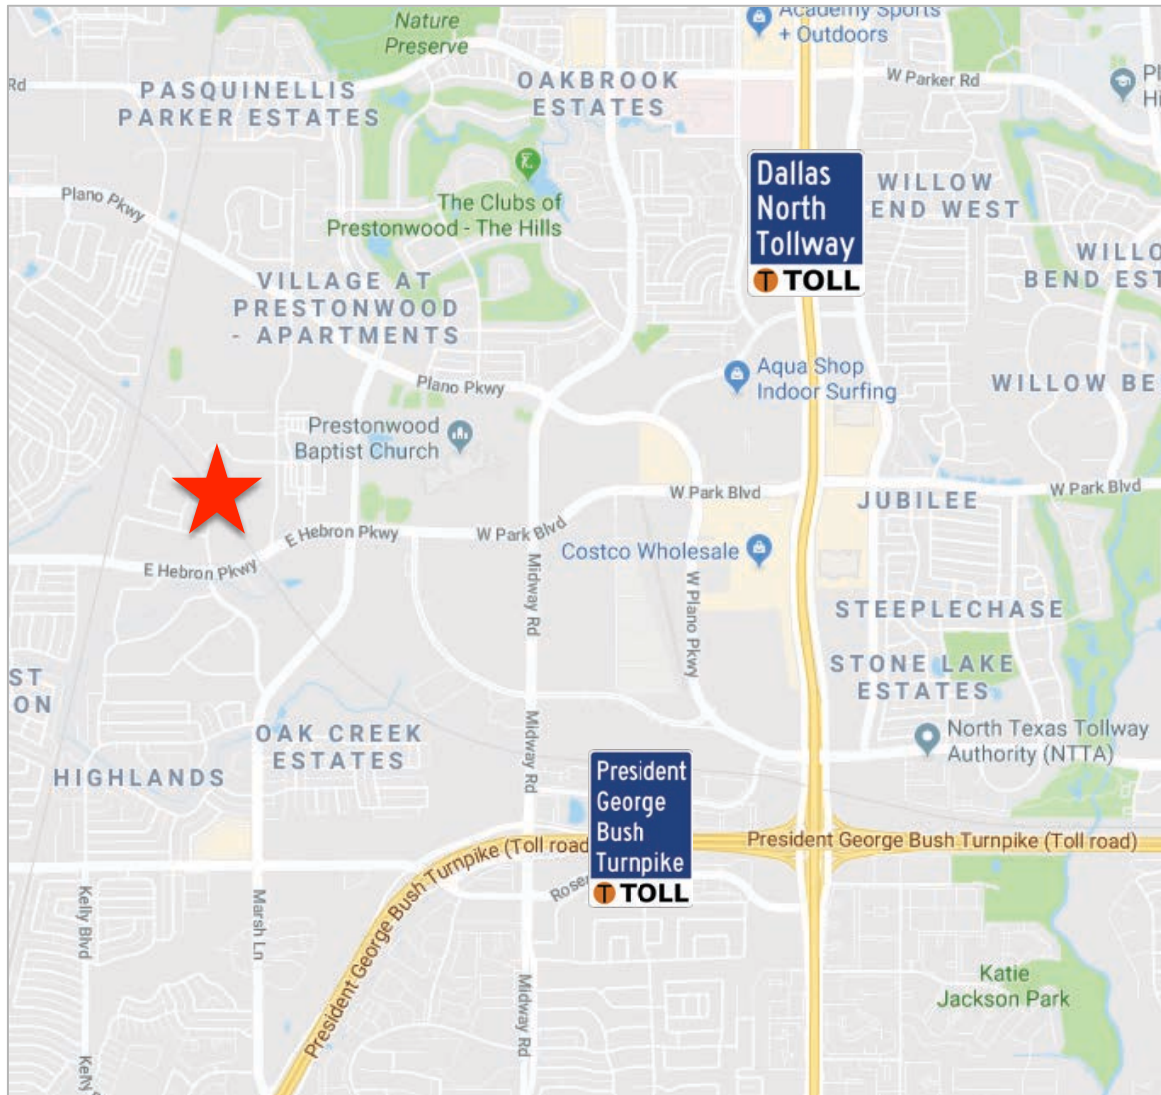 Nature
Preserve
Academy Sports
+ Outdoors
Rd
W Parker Rd
Pl
Hi
PASQUINELLIS
PARKER ESTATES
OAKBROOK
ESTATES
Plano Pkwy
The Clubs of
Prestonwood - The Hills
Dallas
North
Tollway
T TOLL
WILLOW
END WEST
WILLO
BEND EST
VILLAGE AT
PRESTONWOOD
- APARTMENTS
Plano Pkwy
Aqua Shop
Indoor Surfing
WILLOW BE
Prestonwood
Baptist Church
W Park Blvd
W Park Blvd
JUBILEE
E Hebron Pkwy
W Park Blvd
E Hebron Pkwy
Costco Wholesale
Midway Rd
W Plano Pkwy
STEEPLECHASE
STONE LAKE
ESTATES
ST
ON
OAK CREEK
ESTATES
Midway Rd
North Texas Tollway
Authority (NTTA)
HIGHLANDS
President
George
Bush
Turnpike
T TOLL
President George Bush Turnpike (Toll road)
President George Bush Turnpike (Toll road
Rose
Kelly Blvd
Marsh Ln
Midway Rd
Katie
Jackson Park
Kelly B